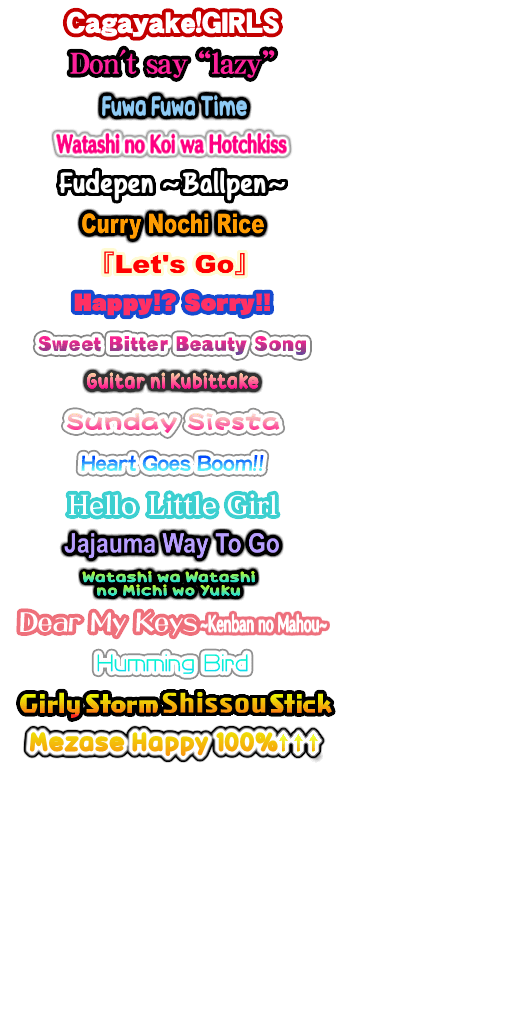 Cagayake!GIRLS
Don't say “lazy”
Fuwa Fuwa Time
Watashi no Koi wa Hotchkiss
Fudepen ~Ballpen~
Curry Nochi Rice
『Let's Go』
Happy!? Sorry!!
Sweet Bitter Beauty Song
Guitar ni Kubittake
Sunday Siesta
Heart Goes Boom!!
Hello Little Girl
Jajauma Way To Go
Watashi wa Watashi
no Michi wo Yuku
Dear My Keys~Kenban no Mahou~
Humming Bird
Girly Storm Shissou Stick
Mezase Happy 100%↑↑↑